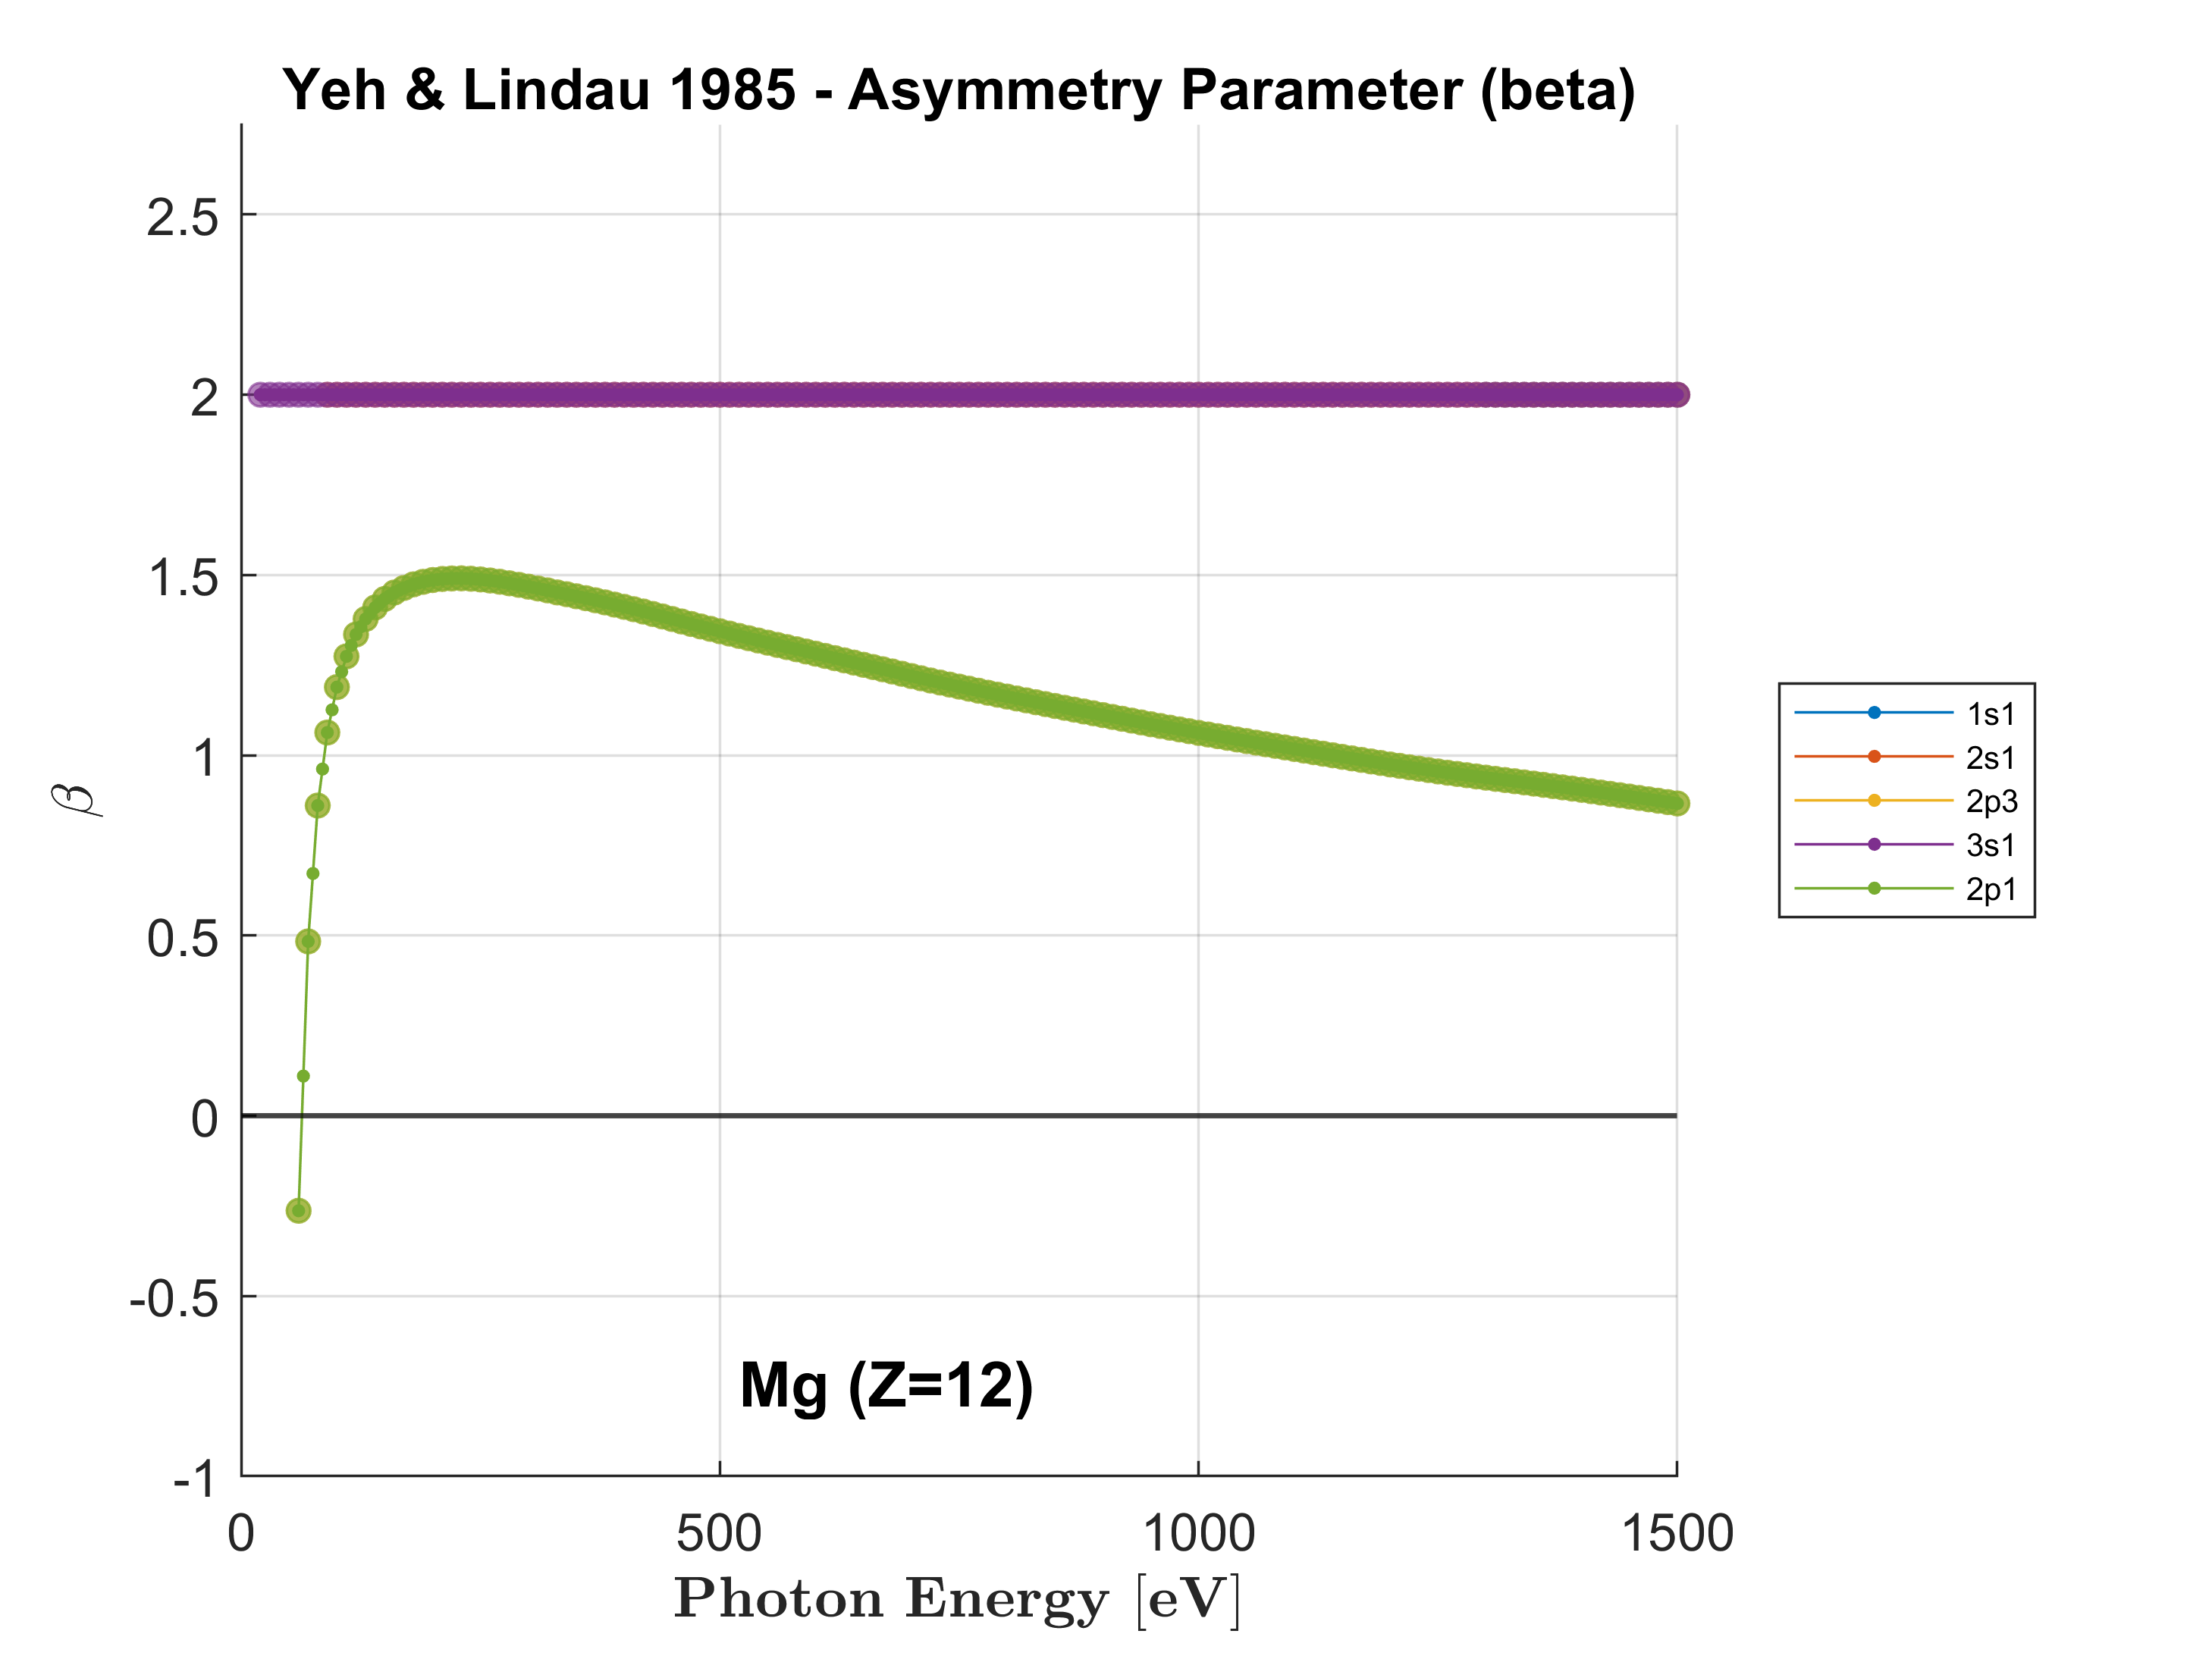 Yeh & Lindau 1985 - Asymmetry Parameter (beta)
2.5
2
1.5
1
0.5
0
-0.5
-1
β
1s1
2s1
2p3
3s1
2p1
Mg (Z=12)
0 500 1000 1500
Photon Energy [eV]